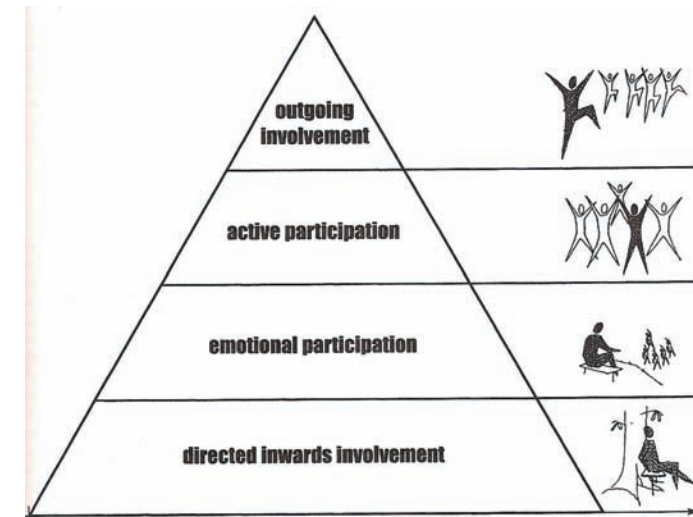 outgoing
involvement
active participation
emotional participation
directed inwards involvement